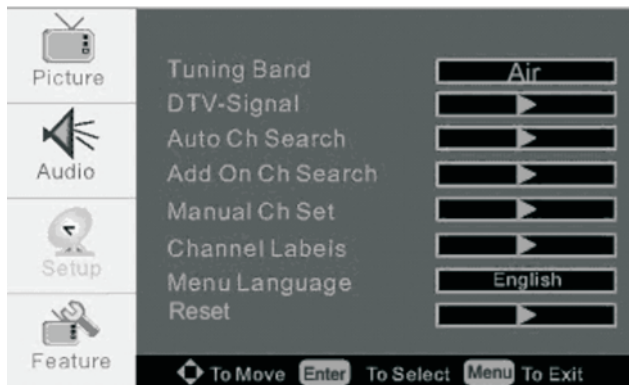 Picture
Audio
Setup
Feature
Tuning Band Air
DTV-Signal
Auto Ch Search
Add On Ch Search
Manual Ch Set
Channel Labels
Menu Language English
Reset
To Move Enter To Select Menu To Exit